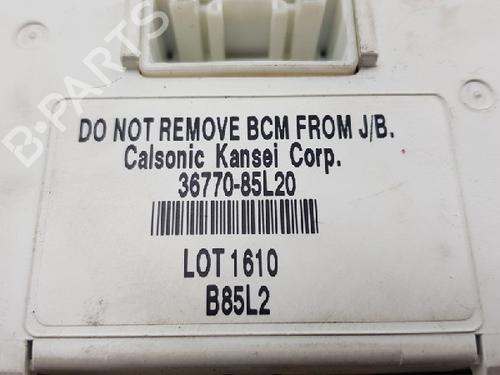 DO NOT REMOVE BCM FROM J/B.
Calsonic Kansei Corp.
36770-85L20
LOT 1610
B85L2
B-PARTS